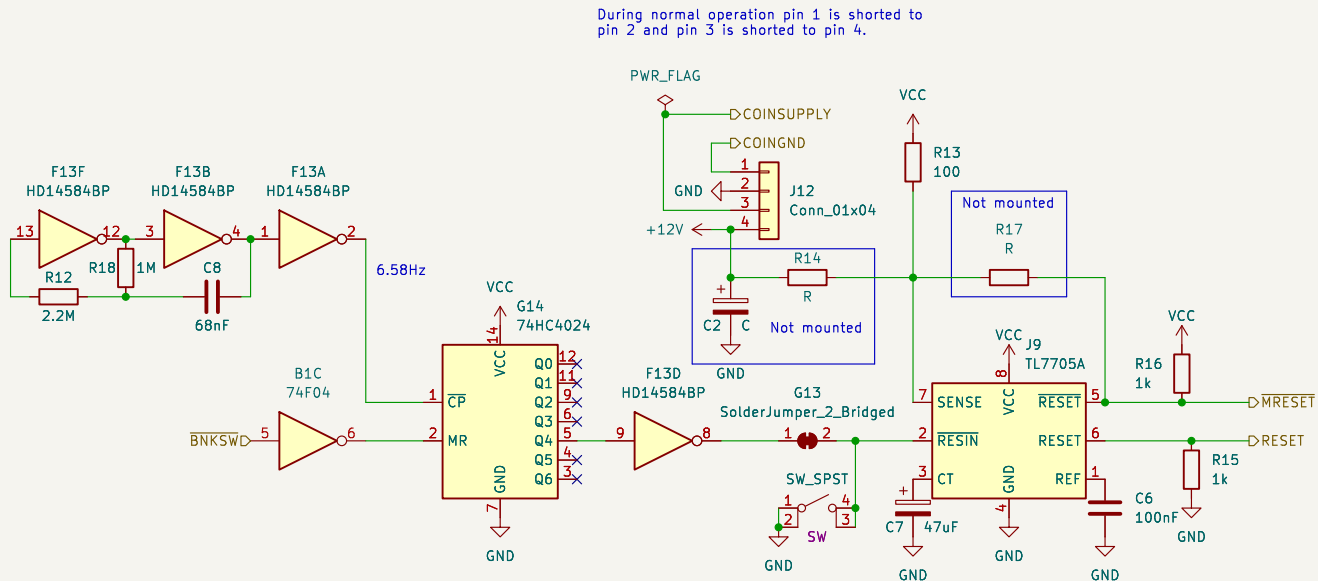 During normal operation pin 1 is shorted to
pin 2 and pin 3 is shorted to pin 4.
PWR_FLAG
COINSUPPLY
COINGND
1
GND 2
3
+12V 4
J12
Conn_01x04
VCC
R13
100
Not mounted
R17
R
R14
R
C2 C
+
Not mounted
GND
F13F
HD14584BP
13 12
F13B
HD14584BP
3 4
F13A
HD14584BP
1 2
R18 1M
R12
2.2M
C8
68nF
6.58Hz
VCC
G14
74HC4024
14
VCC
Q0 12
Q1 11
1 CP Q2 9
Q3 6
2 MR Q4 5
Q5 4
Q6 3
GND
7
GND
B1C
74F04
BNKSW 5 6
F13D
HD14584BP
9 8
G13
SolderJumper_2_Bridged
1 2
SW_SPST
1 4
2 3
SW
GND
VCC J9
TL7705A
8
VCC
7 SENSE RESET 5
2 RESIN RESET 6
3 CT REF 1
GND
4
GND
+
C7 47uF
GND
C6
100nF
GND
VCC
R16
1k
MRESET
RESET
R15
1k
GND